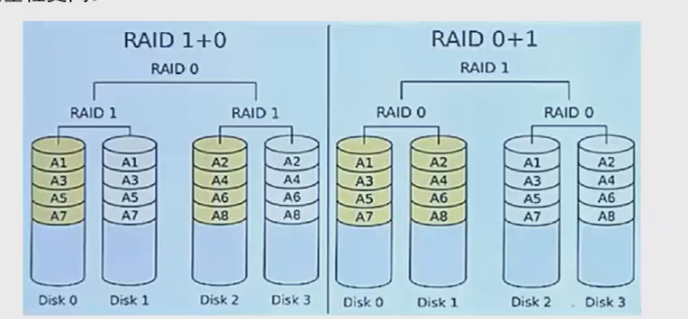 RAID 1+0
RAID 0
RAID 1 RAID 1
A1 A1 A2 A2
A3 A3 A4 A4
A5 A5 A6 A6
A7 A7 A8 A8
Disk 0 Disk 1 Disk 2 Disk 3
RAID 0+1
RAID 1
RAID 0 RAID 0
A1 A2 A1 A2
A3 A4 A3 A4
A5 A6 A5 A6
A7 A8 A7 A8
Disk 0 Disk 1 Disk 2 Disk 3